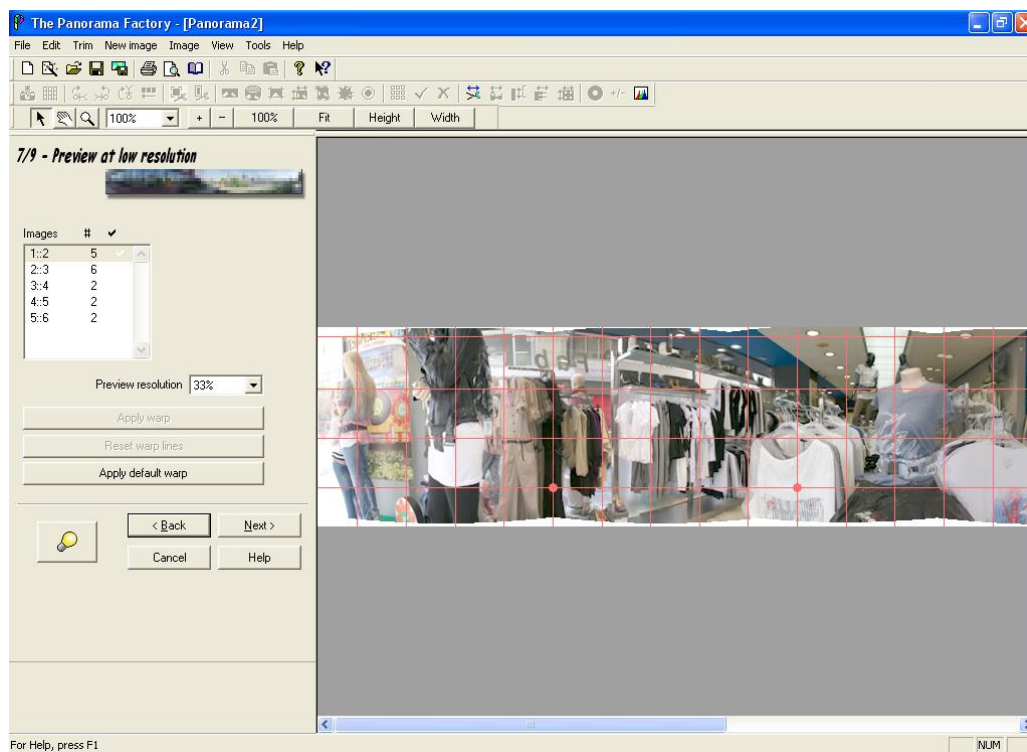 The Panorama Factory - [Panorama2]
File Edit Trim New image Image View Tools Help
100% + - 100% Fit Height Width
7/9 - Preview at low resolution
Images # ✓
1::2 5
2::3 6
3::4 2
4::5 2
5::6 2
Preview resolution 33%
Apply warp
Reset warp lines
Apply default warp
< Back Next >
Cancel Help
For Help, press F1 NUM